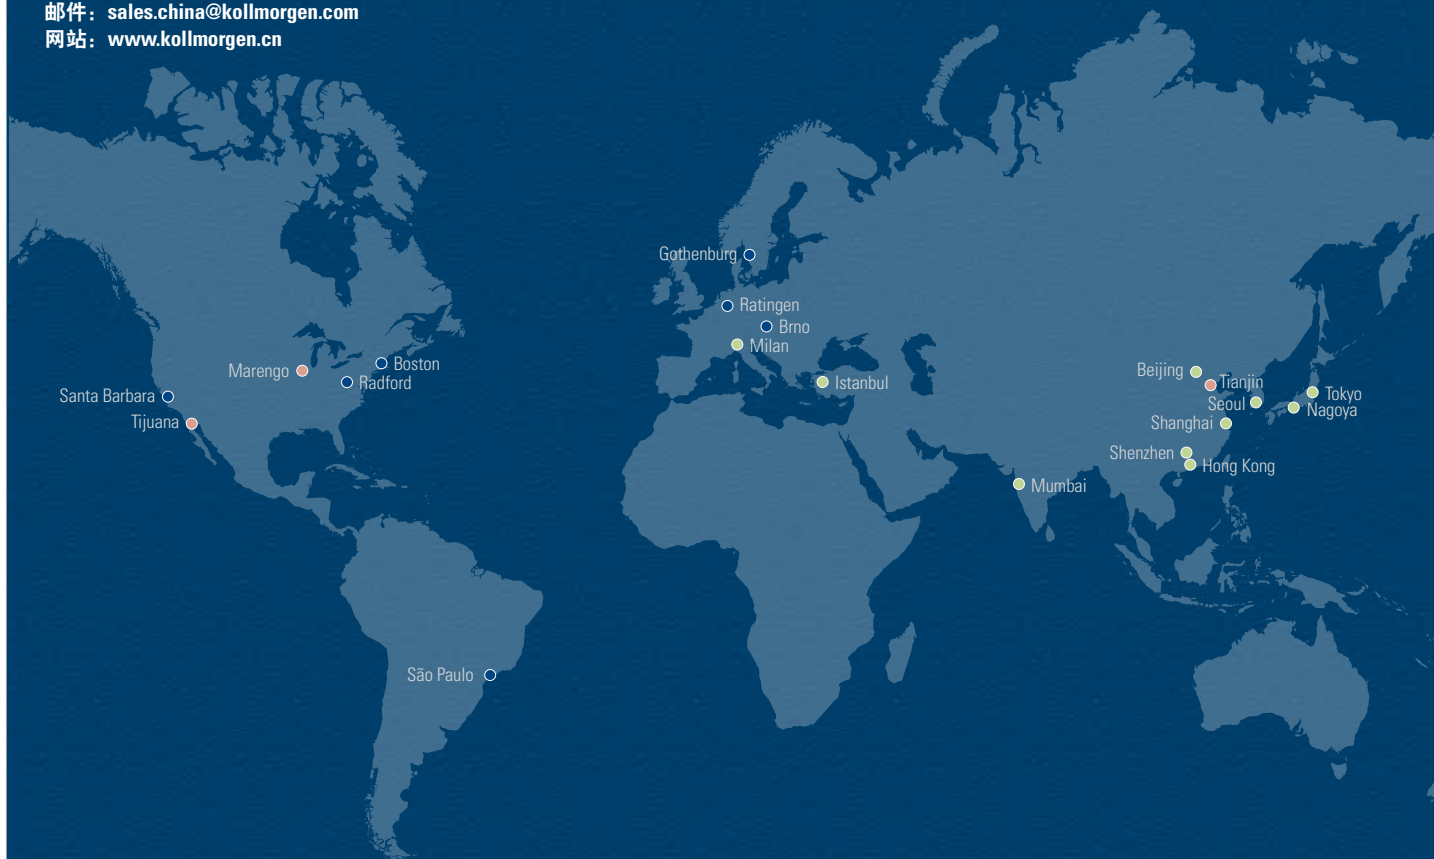 邮件：sales.china@kollmorgen.com
网站：www.kollmorgen.cn
Gothenburg
Ratingen
Brno
Milan
Istanbul
Marengo
Boston
Radford
Santa Barbara
Tijuana
Beijing
Tianjin
Seoul
Tokyo
Nagoya
Shanghai
Shenzhen
Hong Kong
Mumbai
São Paulo